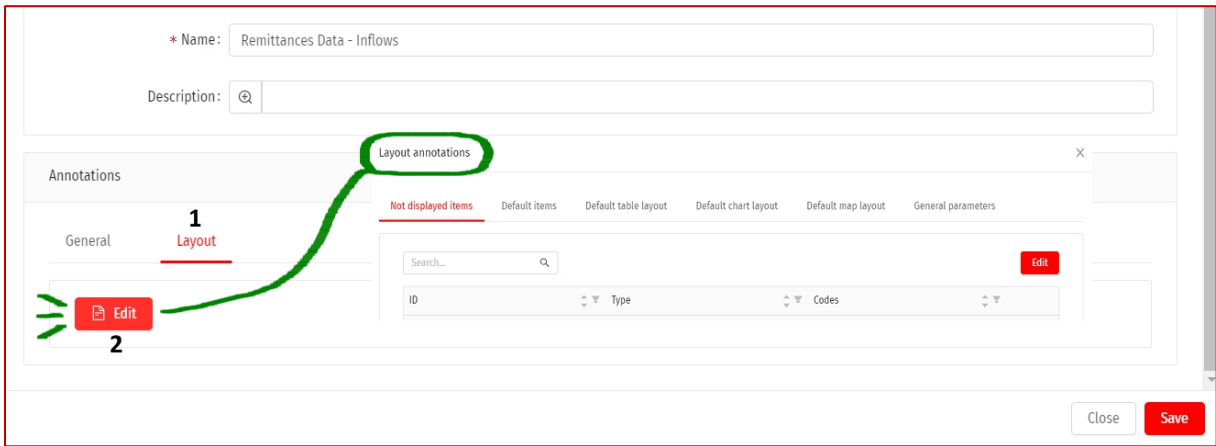 * Name: Remittances Data - Inflows
Description:
Layout annotations
X
Annotations
Not displayed items Default items Default table layout Default chart layout Default map layout General parameters
1
General Layout
Search... Edit
ID Type Codes
Edit
2
Close Save